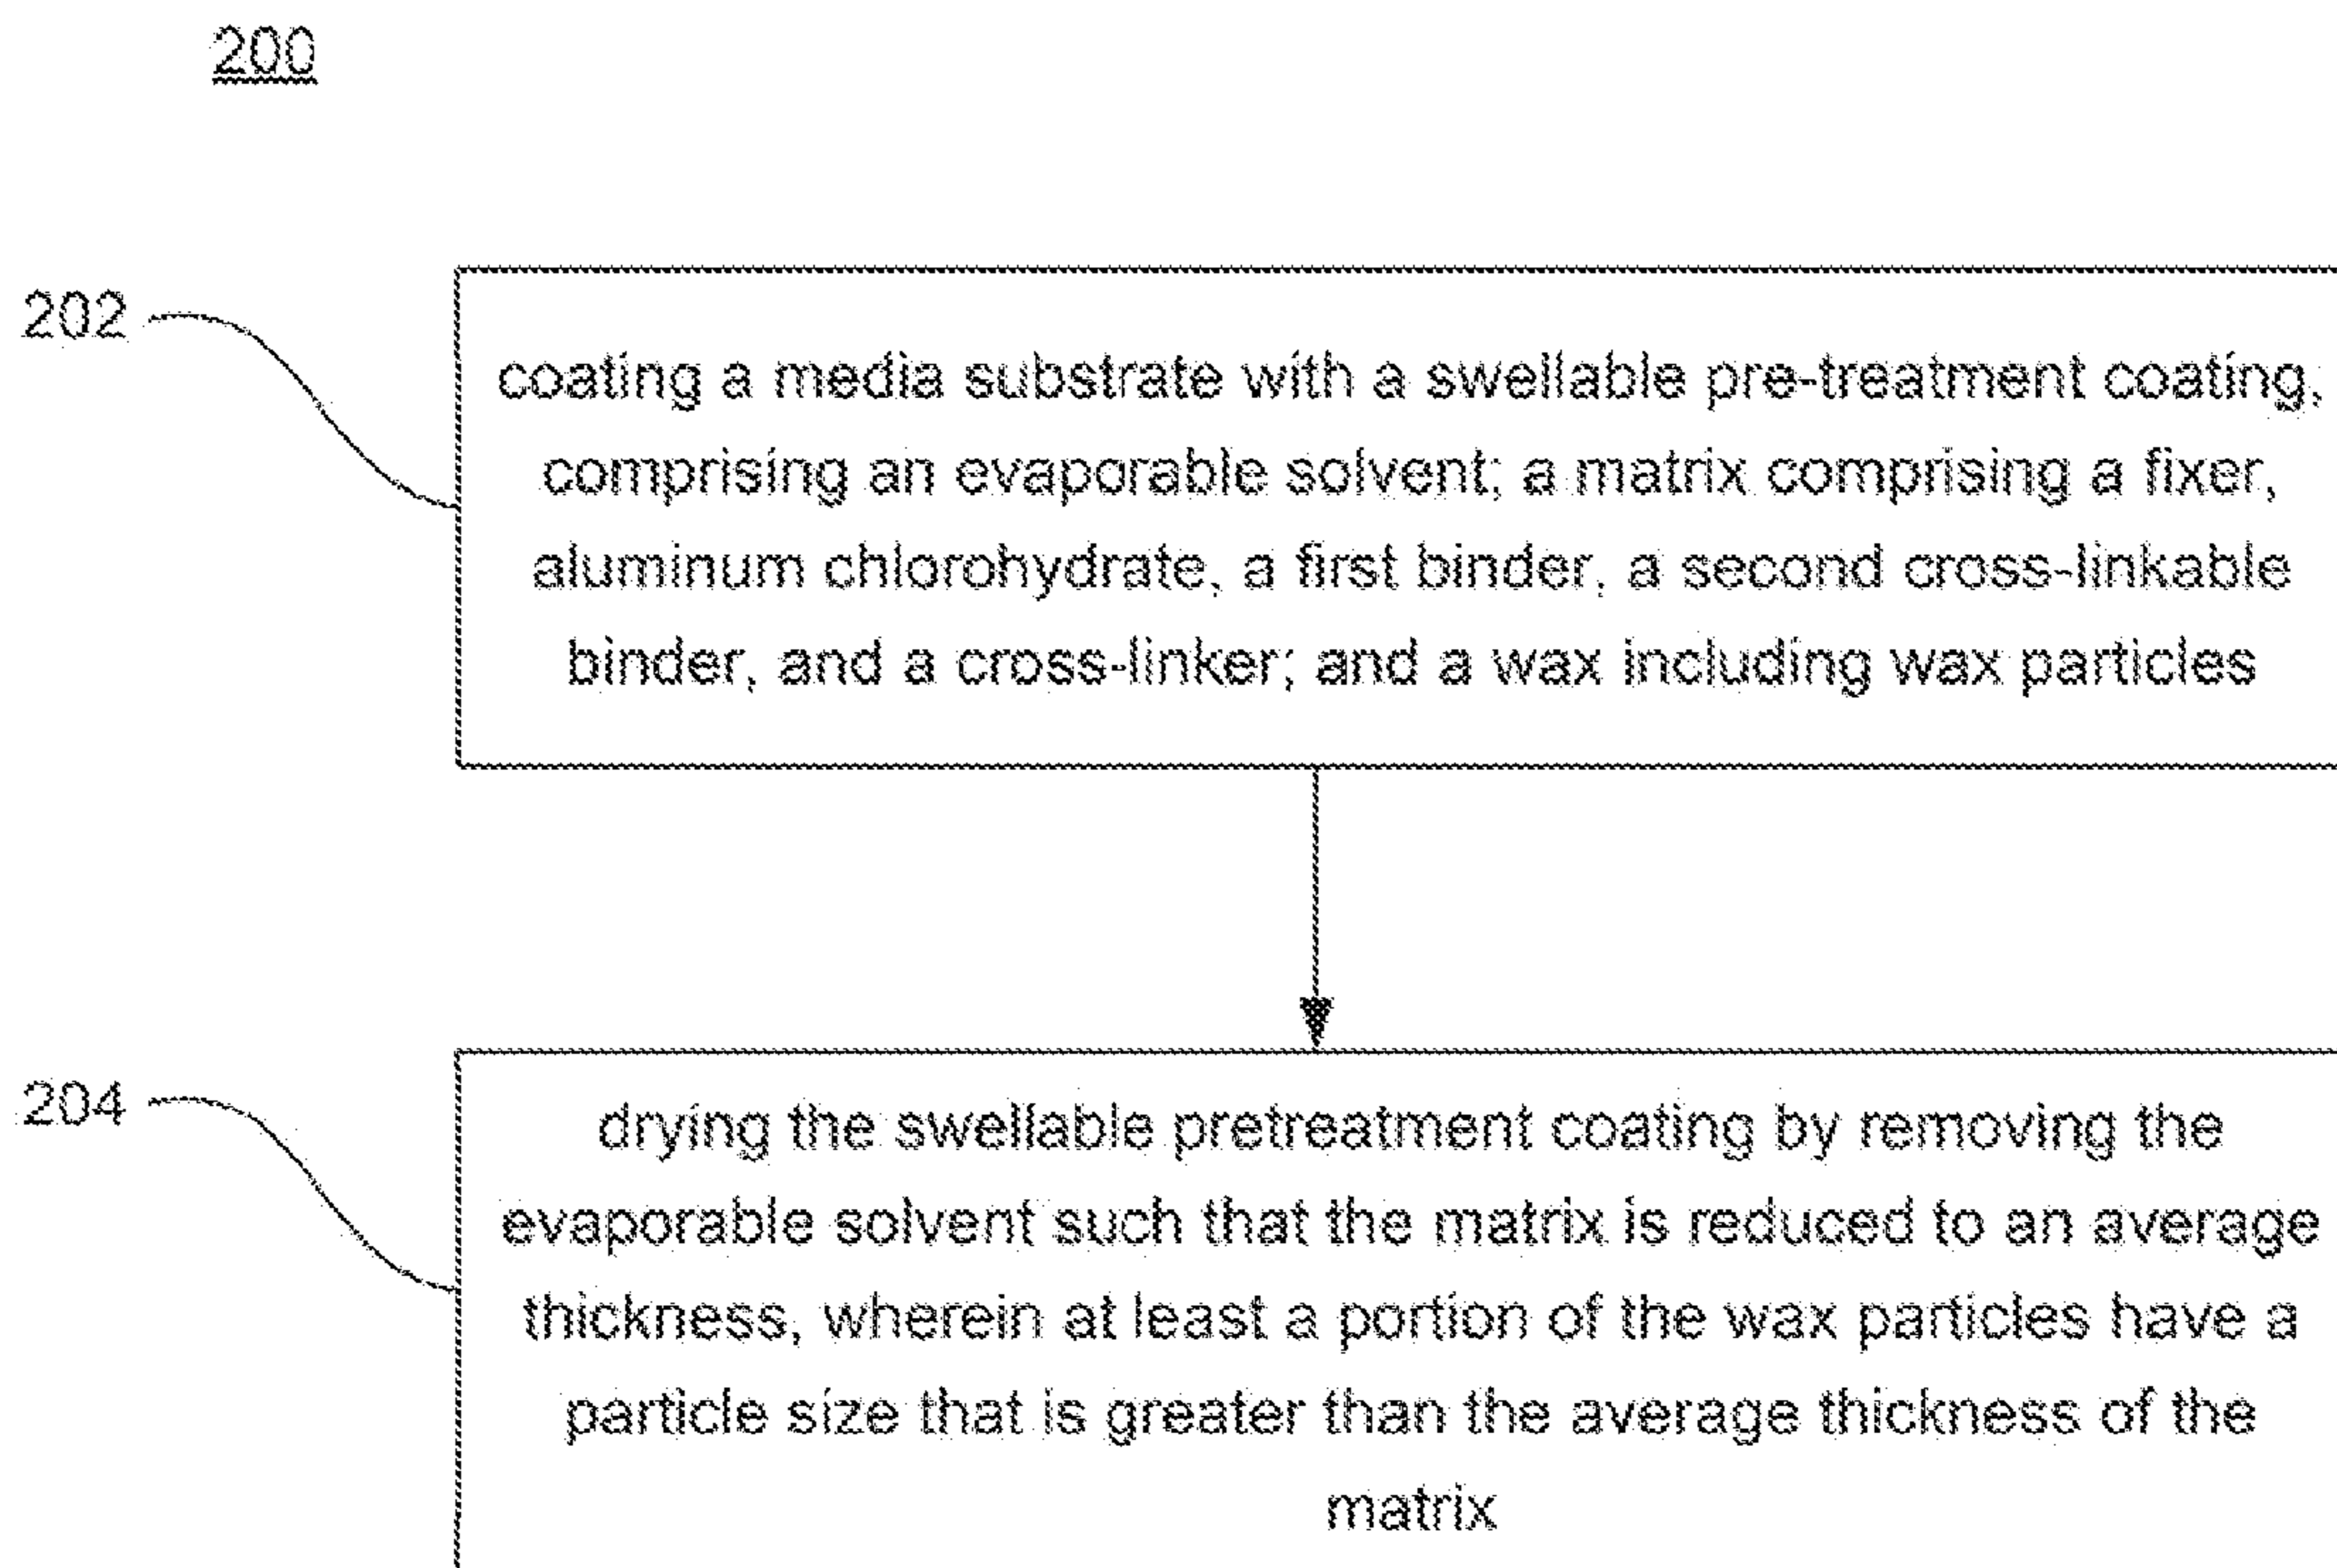 200
202
coating a media substrate with a swellable pre-treatment coating,
comprising an evaporable solvent; a matrix comprising a fixer,
aluminum chlorohydrate, a first binder, a second cross-linkable
binder, and a cross-linker; and a wax including wax particles
204
drying the swellable pretreatment coating by removing the
evaporable solvent such that the matrix is reduced to an average
thickness, wherein at least a portion of the wax particles have a
particle size that is greater than the average thickness of the
matrix